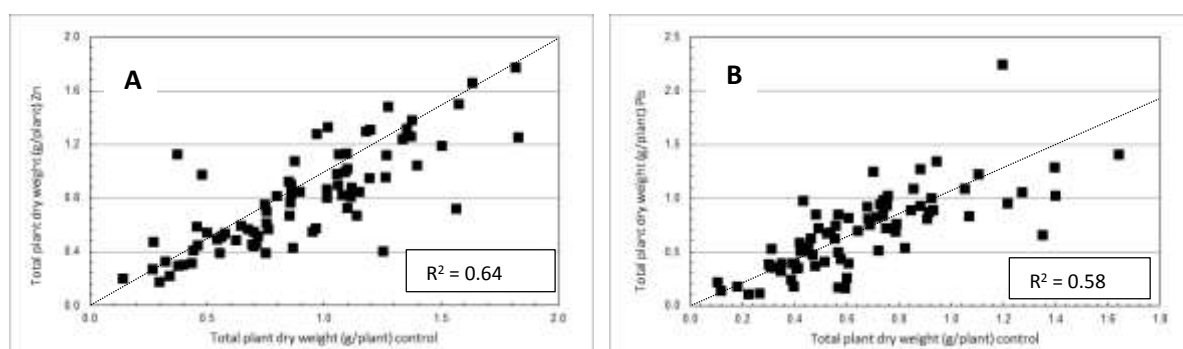 A
2.0
1.6
1.2
0.8
0.4
0.0
Total plant dry weight (g/plant) Zn
R² = 0.64
0.0 0.5 1.0 1.5 2.0
Total plant dry weight (g/plant) control
B
2.5
2.0
1.5
1.0
0.5
0.0
R² = 0.58
0.0 0.2 0.4 0.6 0.8 1.0 1.2 1.4 1.6 1.8
Total plant dry weight (g/plant) control
Total plant dry weight (g/plant)